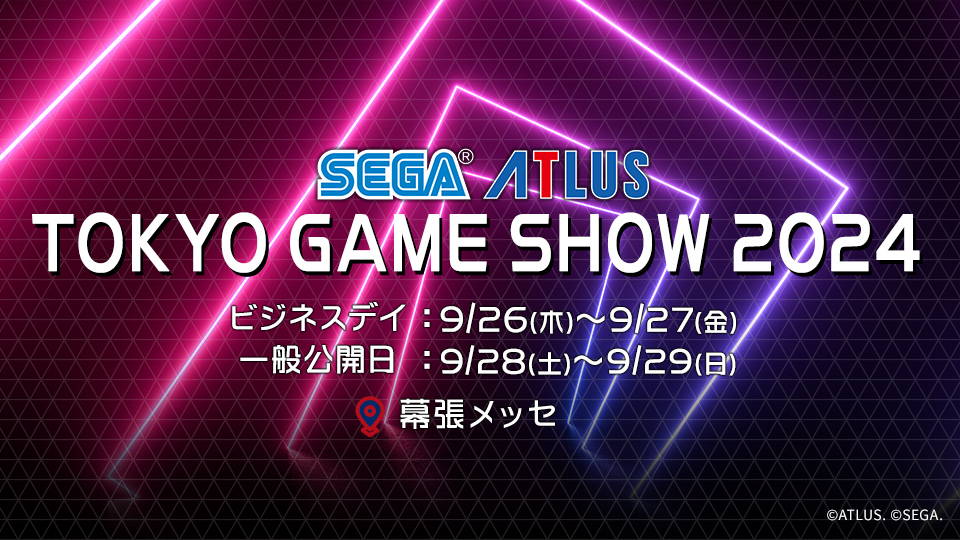 SEGA® ATLUS
TOKYO GAME SHOW 2024
ビジネスデイ：9/26(木)～9/27(金)
一般公開日：9/28(土)～9/29(日)
幕張メッセ
©ATLUS. ©SEGA.